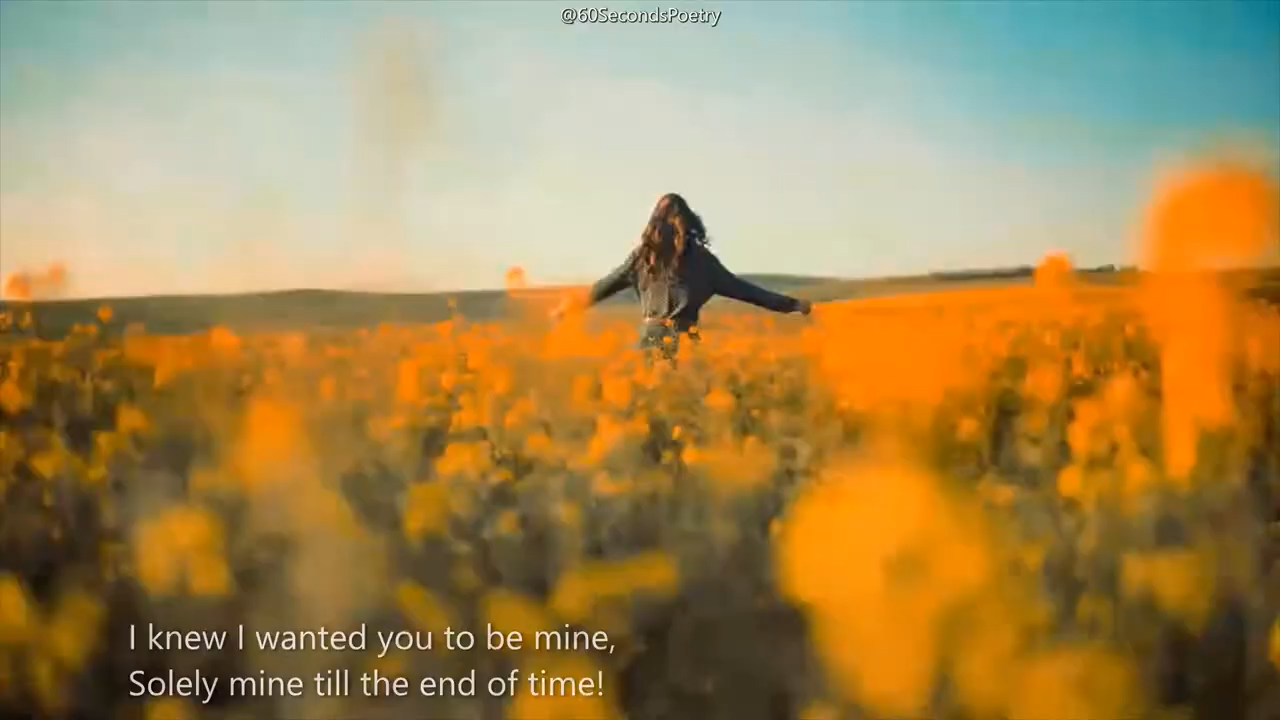 @60SecondsPoetry
I knew I wanted you to be mine,
Solely mine till the end of time!